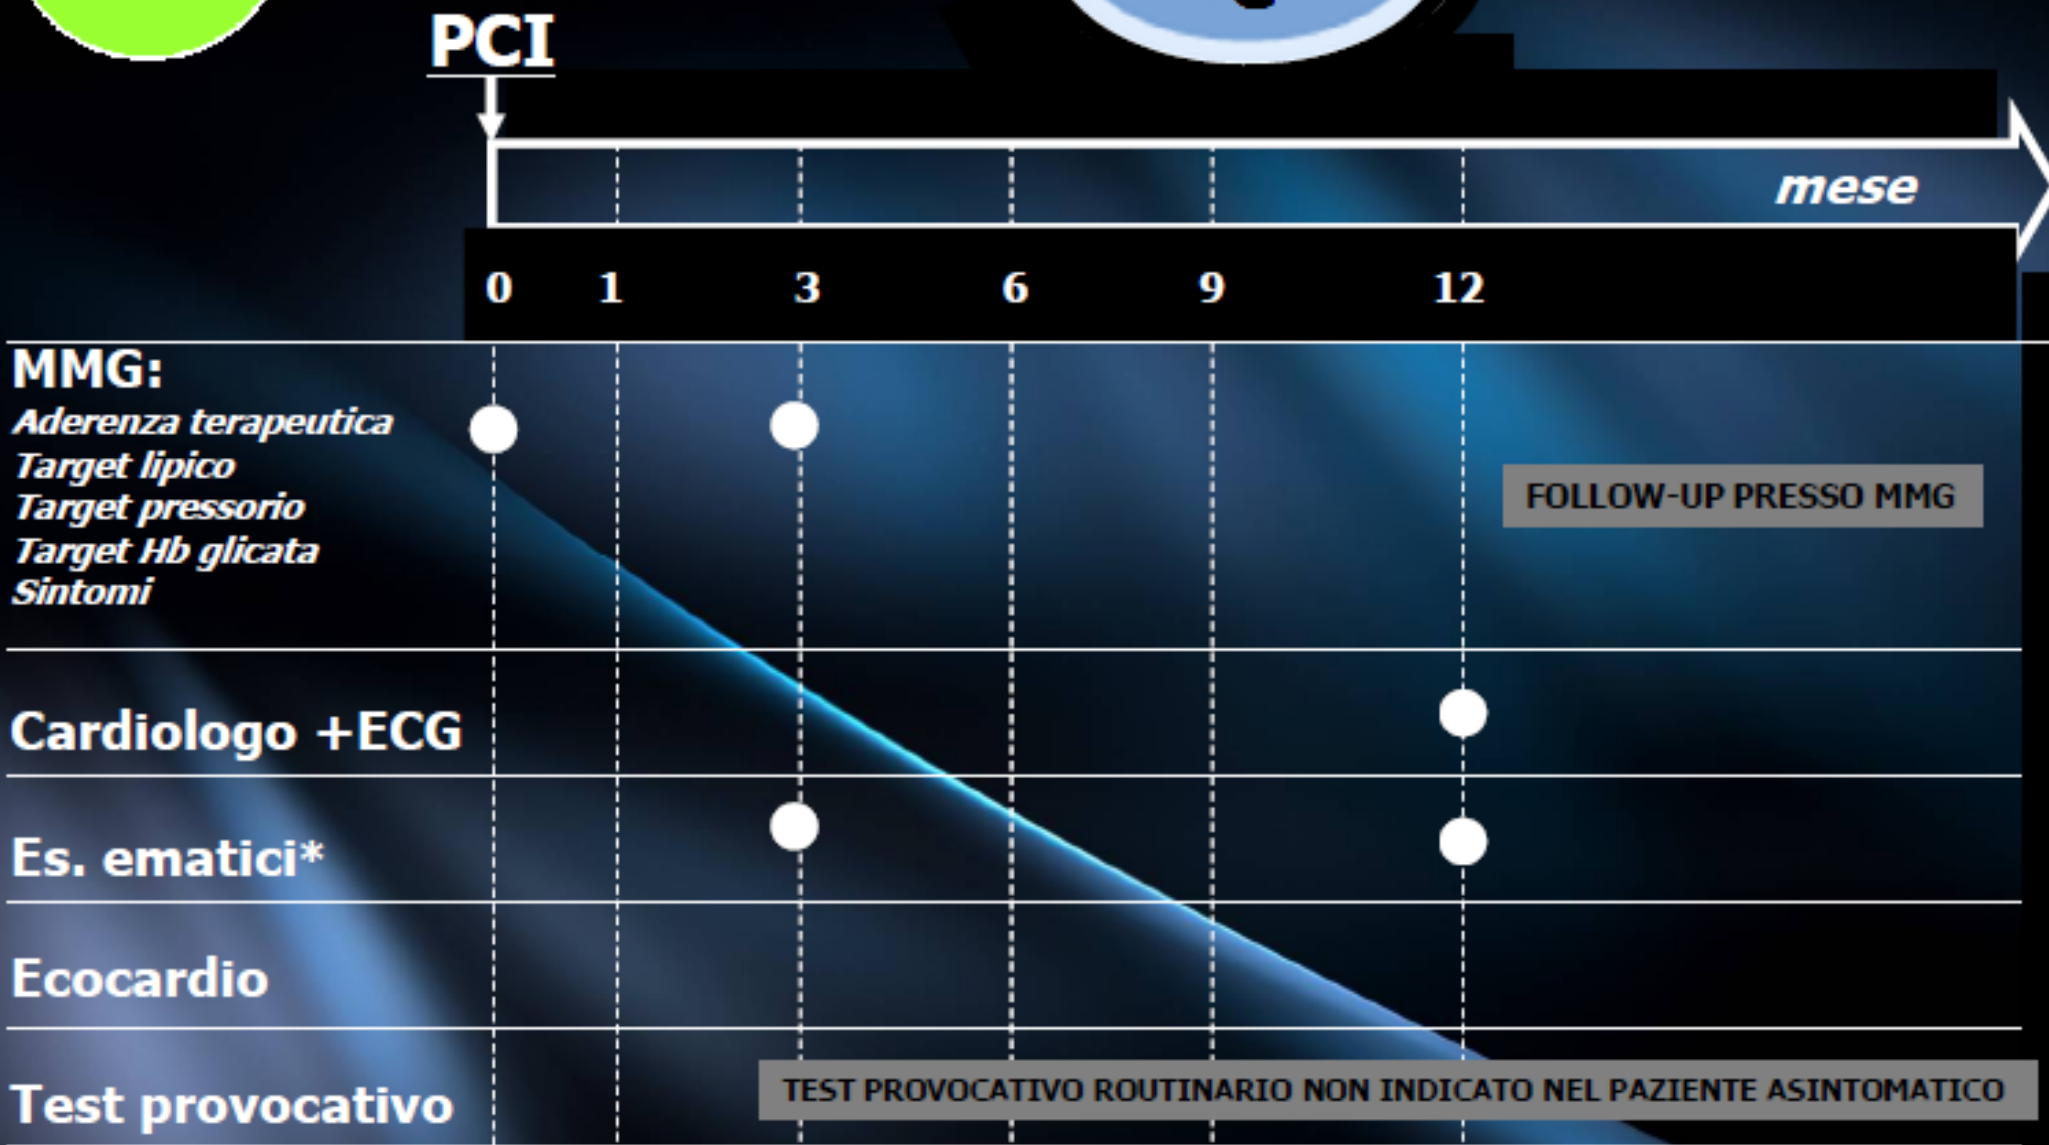 PCI
mese
0 1 3 6 9 12
MMG:
Aderenza terapeutica
Target lipico
Target pressorio
Target Hb glicata
Sintomi
FOLLOW-UP PRESSO MMG
Cardiologo +ECG
Es. ematici*
Ecocardio
Test provocativo
TEST PROVOCATIVO ROUTINARIO NON INDICATO NEL PAZIENTE ASINTOMATICO